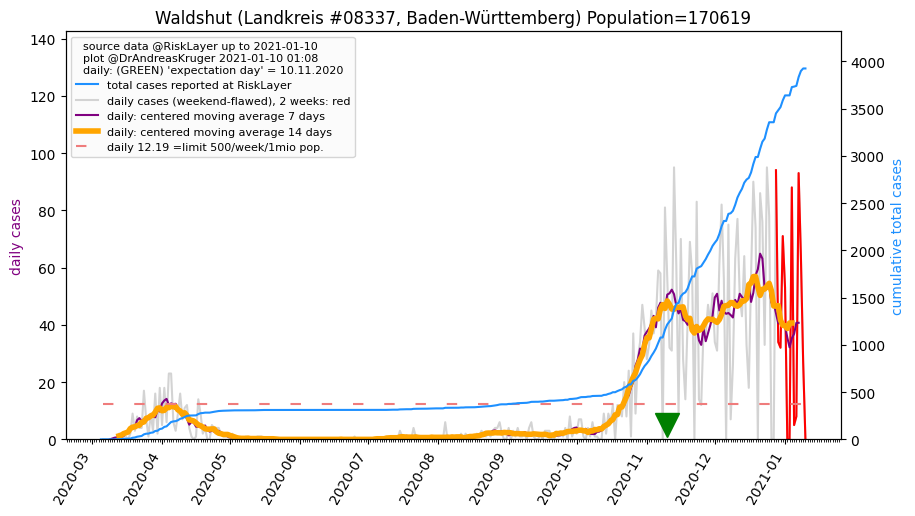 Waldshut (Landkreis #08337, Baden-Württemberg) Population=170619
source data @RiskLayer up to 2021-01-10
plot @DrAndreasKruger 2021-01-10 01:08
daily: (GREEN) 'expectation day' = 10.11.2020
total cases reported at RiskLayer
daily cases (weekend-flawed), 2 weeks: red
daily: centered moving average 7 days
daily: centered moving average 14 days
daily 12.19 =limit 500/week/1mio pop.
daily cases
140
120
100
80
60
40
20
0
cumulative total cases
4000
3500
3000
2500
2000
1500
1000
500
0
2020-03
2020-04
2020-05
2020-06
2020-07
2020-08
2020-09
2020-10
2020-11
2020-12
2021-01